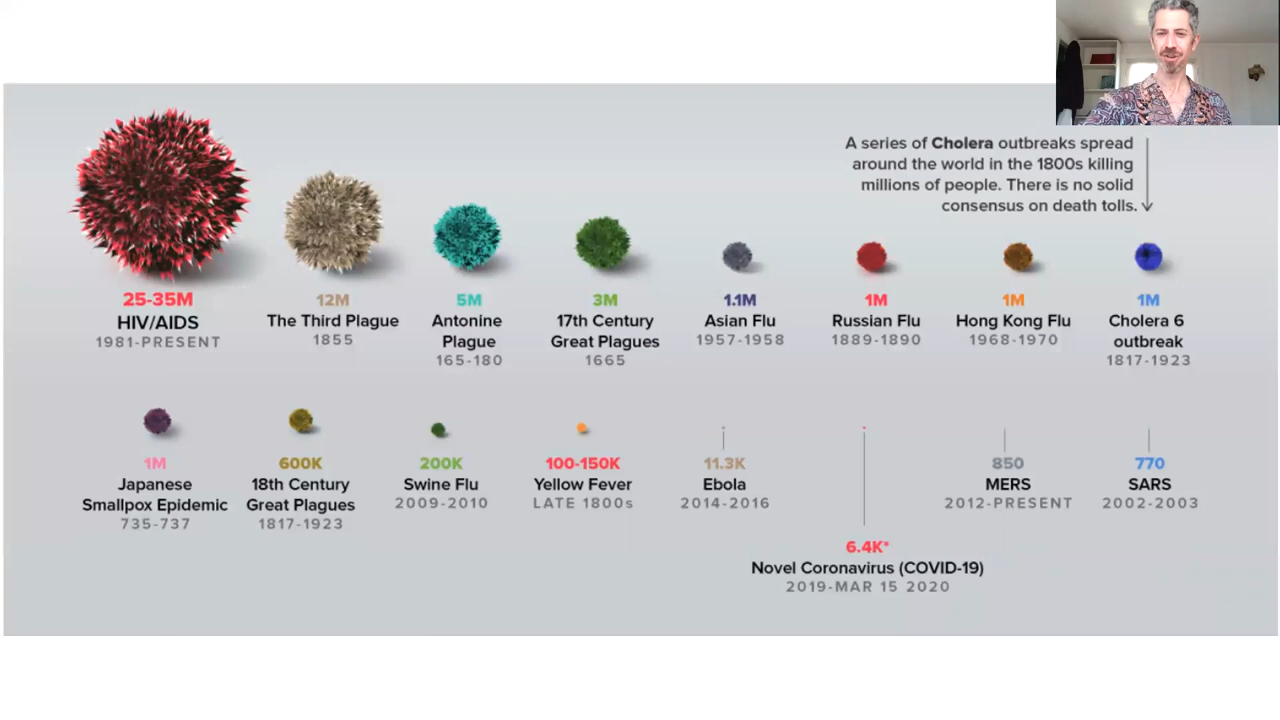 A series of Cholera outbreaks spread
around the world in the 1800s killing
millions of people. There is no solid
consensus on death tolls.
25-35M
HIV/AIDS
1981-PRESENT
12M
The Third Plague
1855
5M
Antonine
Plague
165-180
3M
17th Century
Great Plagues
1665
1.1M
Asian Flu
1957-1958
1M
Russian Flu
1889-1890
1M
Hong Kong Flu
1968-1970
1M
Cholera 6
outbreak
1817-1923
1M
Japanese
Smallpox Epidemic
735-737
600K
18th Century
Great Plagues
1817-1923
200K
Swine Flu
2009-2010
100-150K
Yellow Fever
LATE 1800s
11.3K
Ebola
2014-2016
6.4K*
Novel Coronavirus (COVID-19)
2019-MAR 15 2020
850
MERS
2012-PRESENT
770
SARS
2002-2003